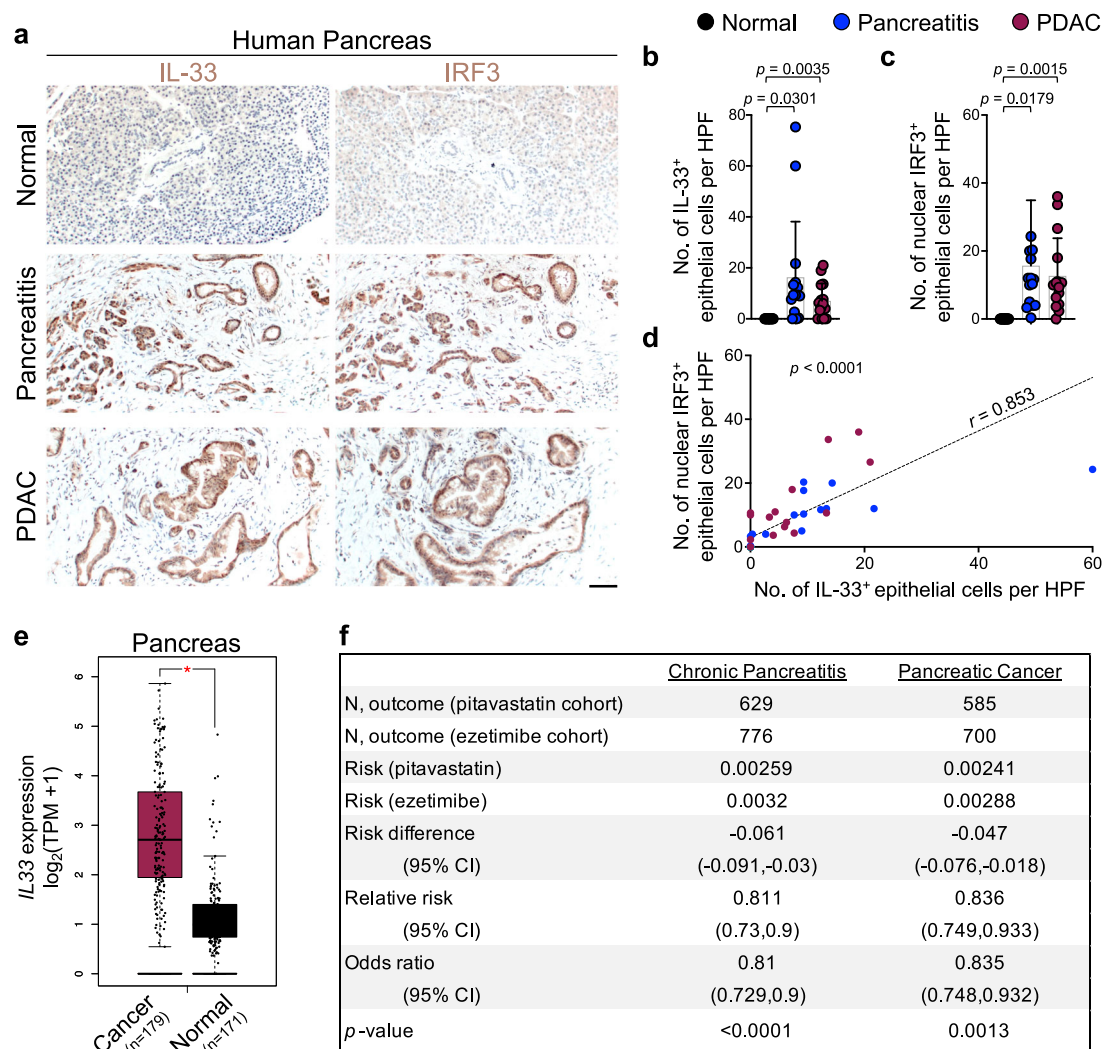 Normal Pancreatitis PDAC
a
Human Pancreas
IL-33 IRF3
Normal
Pancreatitis
PDAC
b
p = 0.0035
p = 0.0301
No. of IL-33⁺
epithelial cells per HPF
80
60
40
20
0
c
p = 0.0015
p = 0.0179
No. of nuclear IRF3⁺
epithelial cells per HPF
60
40
20
0
d
p < 0.0001
r = 0.853
No. of nuclear IRF3⁺
epithelial cells per HPF
60
40
20
0
0 20 40 60
No. of IL-33⁺ epithelial cells per HPF
e
Pancreas
*
IL33 expression
log₂(TPM +1)
6
5
4
3
2
1
0
Cancer
(n=179)
Normal
(n=171)
f
Chronic Pancreatitis Pancreatic Cancer
N, outcome (pitavastatin cohort) 629 585
N, outcome (ezetimibe cohort) 776 700
Risk (pitavastatin) 0.00259 0.00241
Risk (ezetimibe) 0.0032 0.00288
Risk difference -0.061 -0.047
(95% CI) (-0.091,-0.03) (-0.076,-0.018)
Relative risk 0.811 0.836
(95% CI) (0.73,0.9) (0.749,0.933)
Odds ratio 0.81 0.835
(95% CI) (0.729,0.9) (0.748,0.932)
p-value <0.0001 0.0013